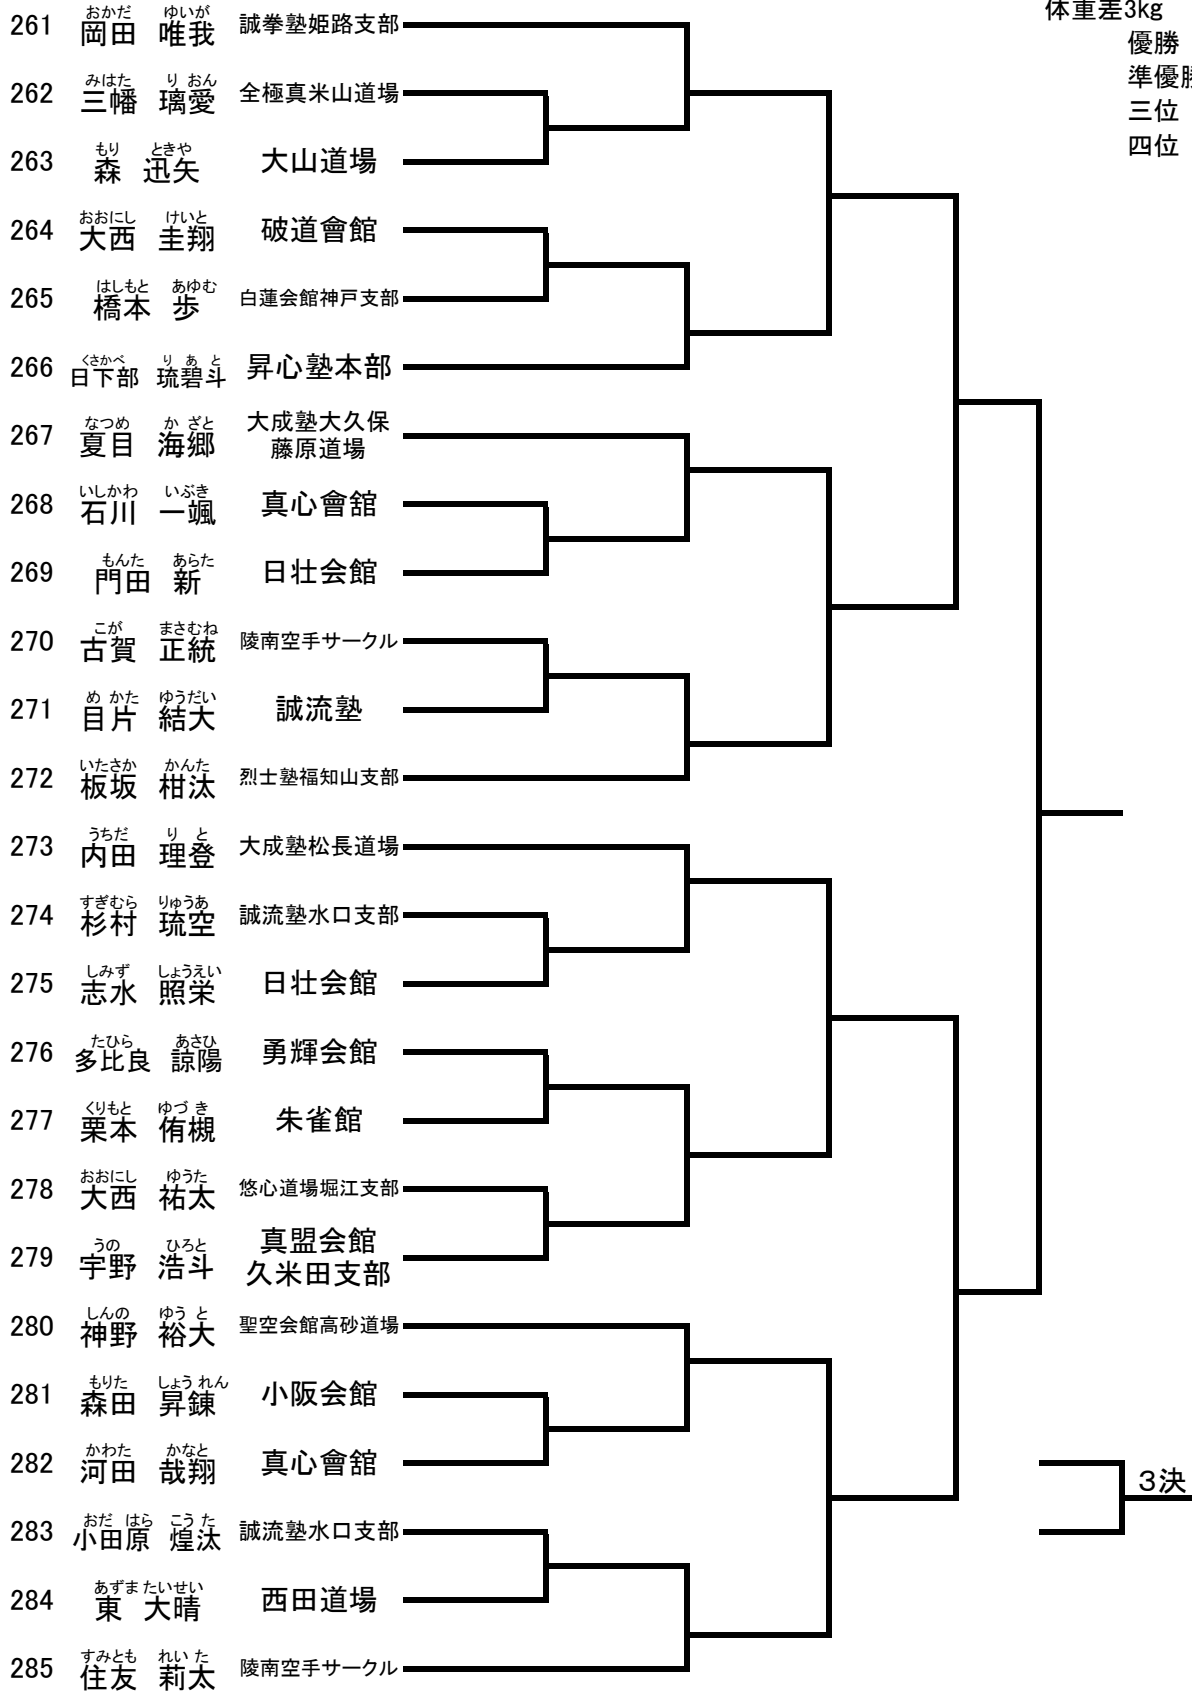 体重差3kg
優勝
準優勝
三位
四位
おかだ ゆいが
261 岡田 唯我 誠拳塾姫路支部
みはた り おん
262 三幡 璃愛 全極真米山道場
もり ときや
263 森 迅矢 大山道場
おおにし けいと
264 大西 圭翔 破道會館
はしもと あゆむ
265 橋本 歩 白蓮会館神戸支部
くさかべ り あ と
266 日下部 琉碧斗 昇心塾本部
なつめ か ざと
267 夏目 海郷 大成塾大久保
藤原道場
いしかわ いぶき
268 石川 一颯 真心會舘
もんた あらた
269 門田 新 日壮会館
こが まさむね
270 古賀 正統 陵南空手サークル
め かた ゆうだい
271 目片 結大 誠流塾
いたさか かんた
272 板坂 柑汰 烈士塾福知山支部
うちだ り と
273 内田 理登 大成塾松長道場
すぎむら りゅうあ
274 杉村 琉空 誠流塾水口支部
しみず しょうえい
275 志水 照栄 日壮会館
たひら あさひ
276 多比良 諒陽 勇輝会館
くりもと ゆづ き
277 栗本 侑槻 朱雀館
おおにし ゆうた
278 大西 祐太 悠心道場堀江支部
うの ひろと
279 宇野 浩斗 真盟会館
久米田支部
しんの ゆう と
280 神野 裕大 聖空会館高砂道場
もりた しょう れん
281 森田 昇錬 小阪会館
かわた かなと
282 河田 哉翔 真心會舘
3決
おだ はら こう た
283 小田原 煌汰 誠流塾水口支部
あずま たいせい
284 東 大晴 西田道場
すみとも れい た
285 住友 莉太 陵南空手サークル